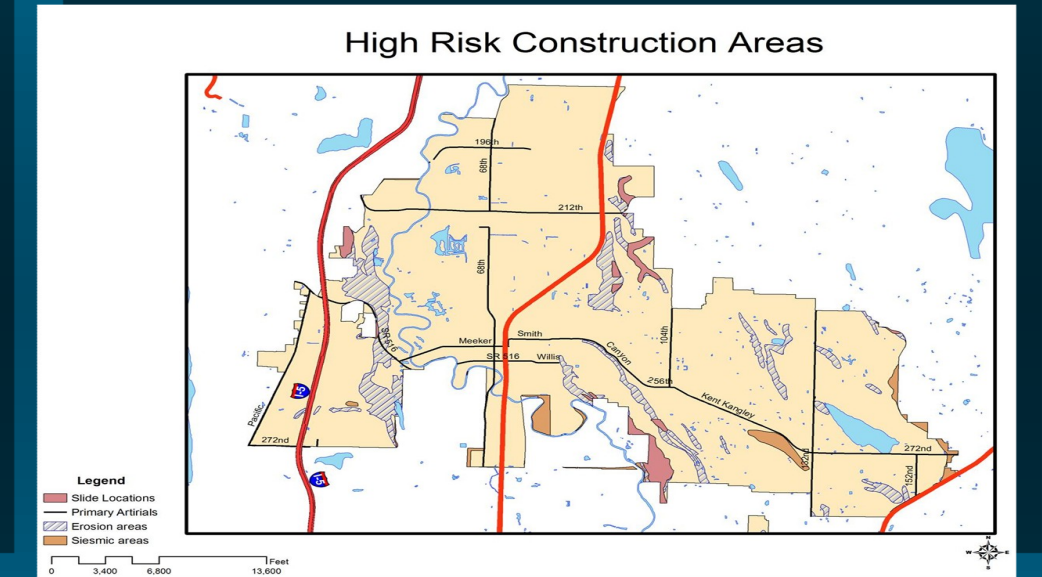 High Risk Construction Areas
196th
68th
212th
68th
SR 516
Meeker
Smith
SR 516
Willis
Canyon
104th
256th
Kent Kangley
Pacific
I-5
272nd
I-5
132nd
272nd
152nd
Legend
Slide Locations
Primary Artirials
Erosion areas
Siesmic areas
Feet
0 3,400 6,800 13,600
N
W E
S